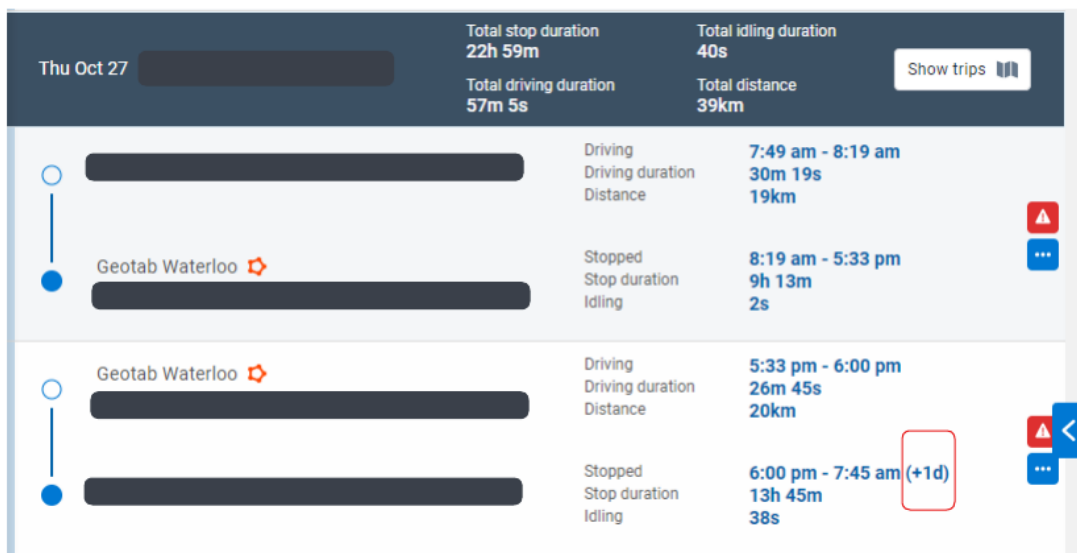 Thu Oct 27
Total stop duration
22h 59m
Total idling duration
40s
Total driving duration
57m 5s
Total distance
39km
Show trips
Driving 7:49 am - 8:19 am
Driving duration 30m 19s
Distance 19km
Geotab Waterloo
Stopped 8:19 am - 5:33 pm
Stop duration 9h 13m
Idling 2s
Geotab Waterloo
Driving 5:33 pm - 6:00 pm
Driving duration 26m 45s
Distance 20km
Stopped 6:00 pm - 7:45 am (+1d)
Stop duration 13h 45m
Idling 38s